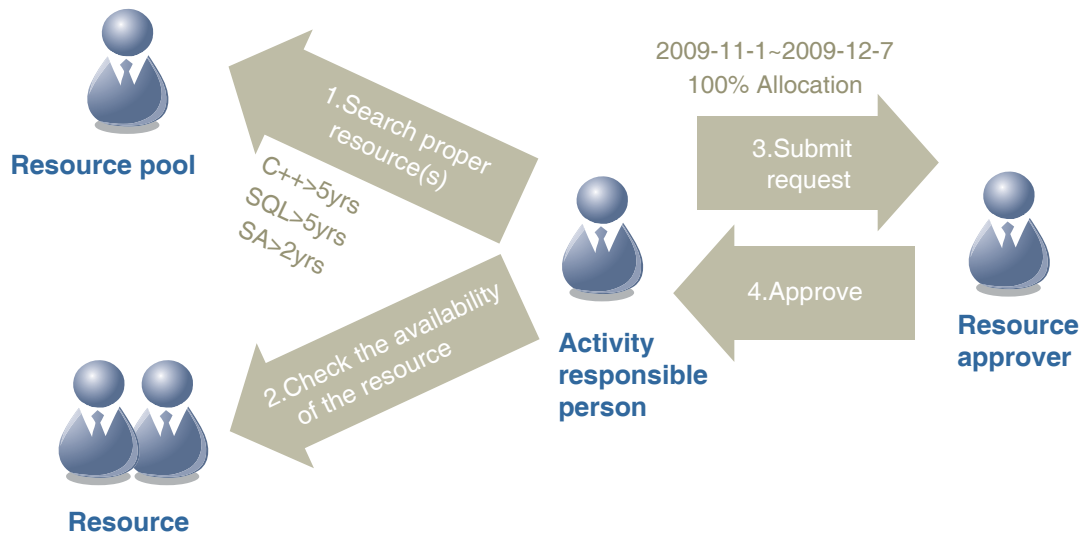 2009-11-1~2009-12-7
100% Allocation
1.Search proper
resource(s)
3.Submit
request
Resource pool
C++>5yrs
SQL>5yrs
SA>2yrs
4.Approve
2.Check the availability
of the resource
Activity
responsible
person
Resource
approver
Resource